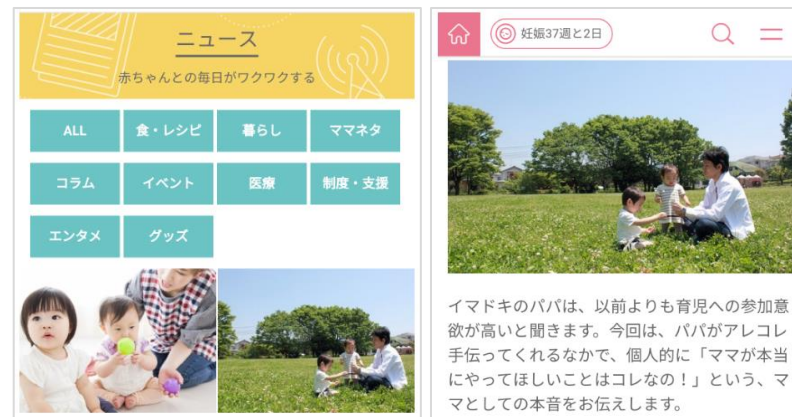 ニュース
赤ちゃんとの毎日がワクワクする
ALL
食・レシピ
暮らし
ママネタ
コラム
イベント
医療
制度・支援
エンタメ
グッズ
妊娠37週と2日
イマドキのパパは、以前よりも育児への参加意
欲が高いと聞きます。今回は、パパがアレコレ
手伝ってくれるなかで、個人的に「ママが本当
にやってほしいことはコレなの！」という、マ
マとしての本音をお伝えします。